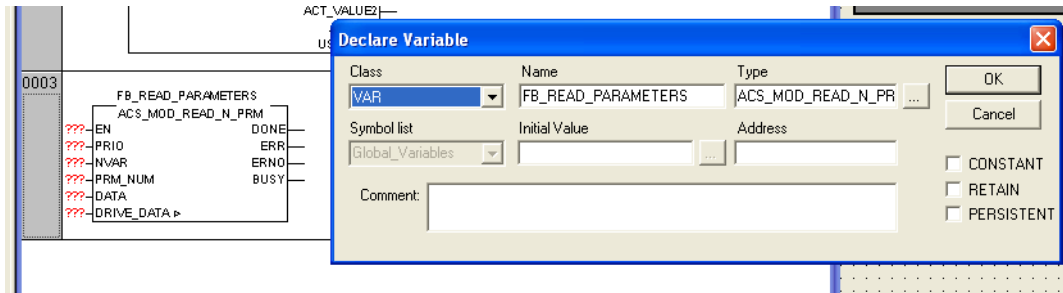 ACT_VALUE2
US
0003
FB_READ_PARAMETERS
ACS_MOD_READ_N_PRM
???-EN DONE
???-PRIO ERR
???-NVAR ERNO
???-PRM_NUM BUSY
???-DATA
???-DRIVE_DATA ▹
Declare Variable
Class Name Type
VAR FB_READ_PARAMETERS ACS_MOD_READ_N_PR ... OK
Cancel
Symbol list Initial Value Address
Global_Variables ...
CONSTANT
RETAIN
PERSISTENT
Comment: